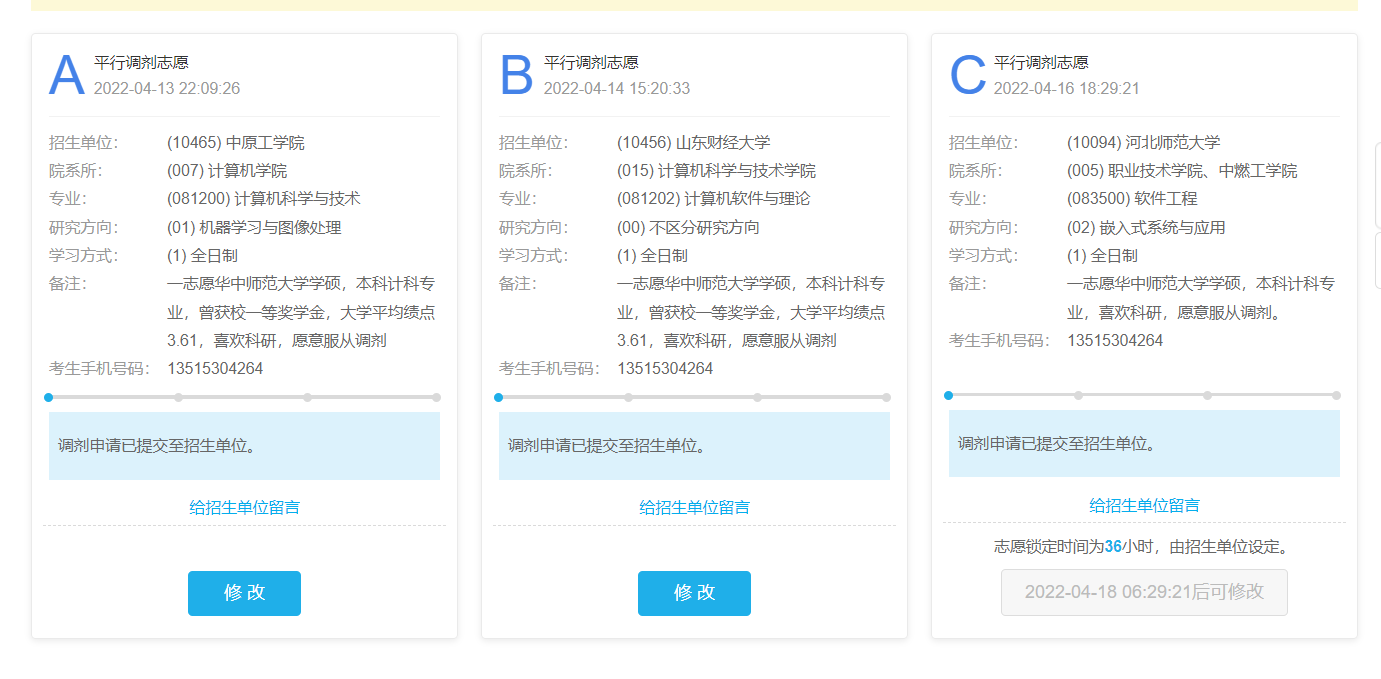 A
平行调剂志愿
2022-04-13 22:09:26
招生单位： (10465) 中原工学院
院系所： (007) 计算机学院
专业： (081200) 计算机科学与技术
研究方向： (01) 机器学习与图像处理
学习方式： (1) 全日制
备注： 一志愿华中师范大学学硕，本科计科专
业，曾获校一等奖学金，大学平均绩点
3.61，喜欢科研，愿意服从调剂
考生手机号码： 13515304264
调剂申请已提交至招生单位。
给招生单位留言
修 改
B
平行调剂志愿
2022-04-14 15:20:33
招生单位： (10456) 山东财经大学
院系所： (015) 计算机科学与技术学院
专业： (081202) 计算机软件与理论
研究方向： (00) 不区分研究方向
学习方式： (1) 全日制
备注： 一志愿华中师范大学学硕，本科计科专
业，曾获校一等奖学金，大学平均绩点
3.61，喜欢科研，愿意服从调剂
考生手机号码： 13515304264
调剂申请已提交至招生单位。
给招生单位留言
修 改
C
平行调剂志愿
2022-04-16 18:29:21
招生单位： (10094) 河北师范大学
院系所： (005) 职业技术学院、中燃工学院
专业： (083500) 软件工程
研究方向： (02) 嵌入式系统与应用
学习方式： (1) 全日制
备注： 一志愿华中师范大学学硕，本科计科专
业，喜欢科研，愿意服从调剂。
考生手机号码： 13515304264
调剂申请已提交至招生单位。
给招生单位留言
志愿锁定时间为36小时，由招生单位设定。
2022-04-18 06:29:21后可修改